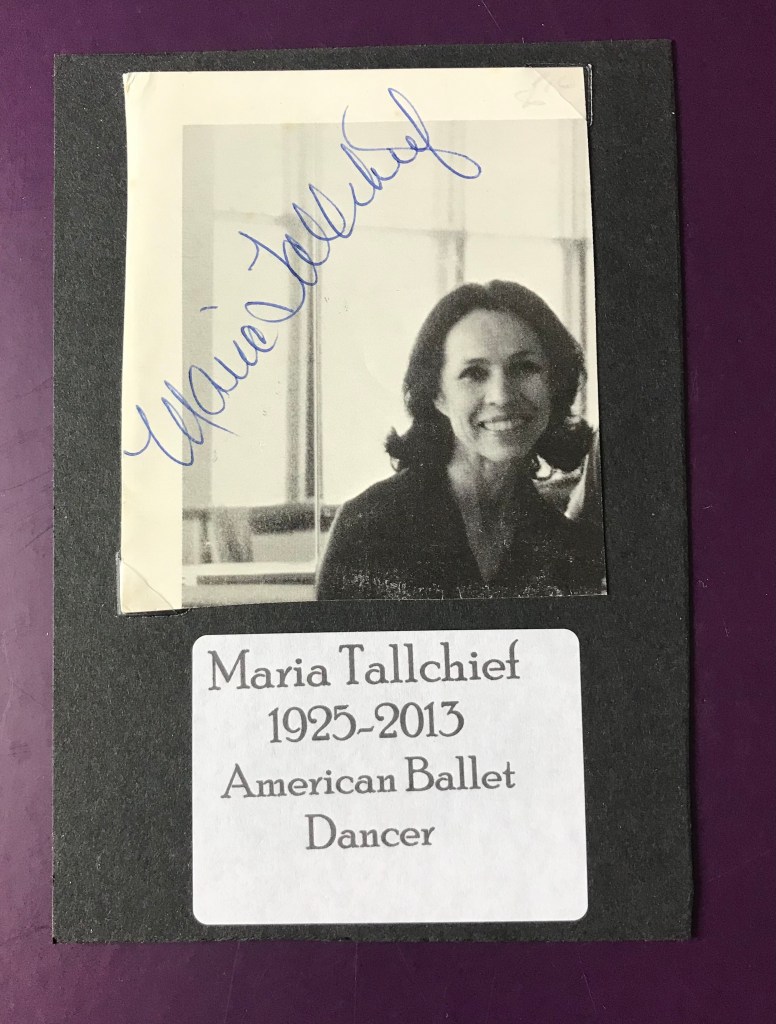 Maria Tallchief
Maria Tallchief
1925-2013
American Ballet
Dancer